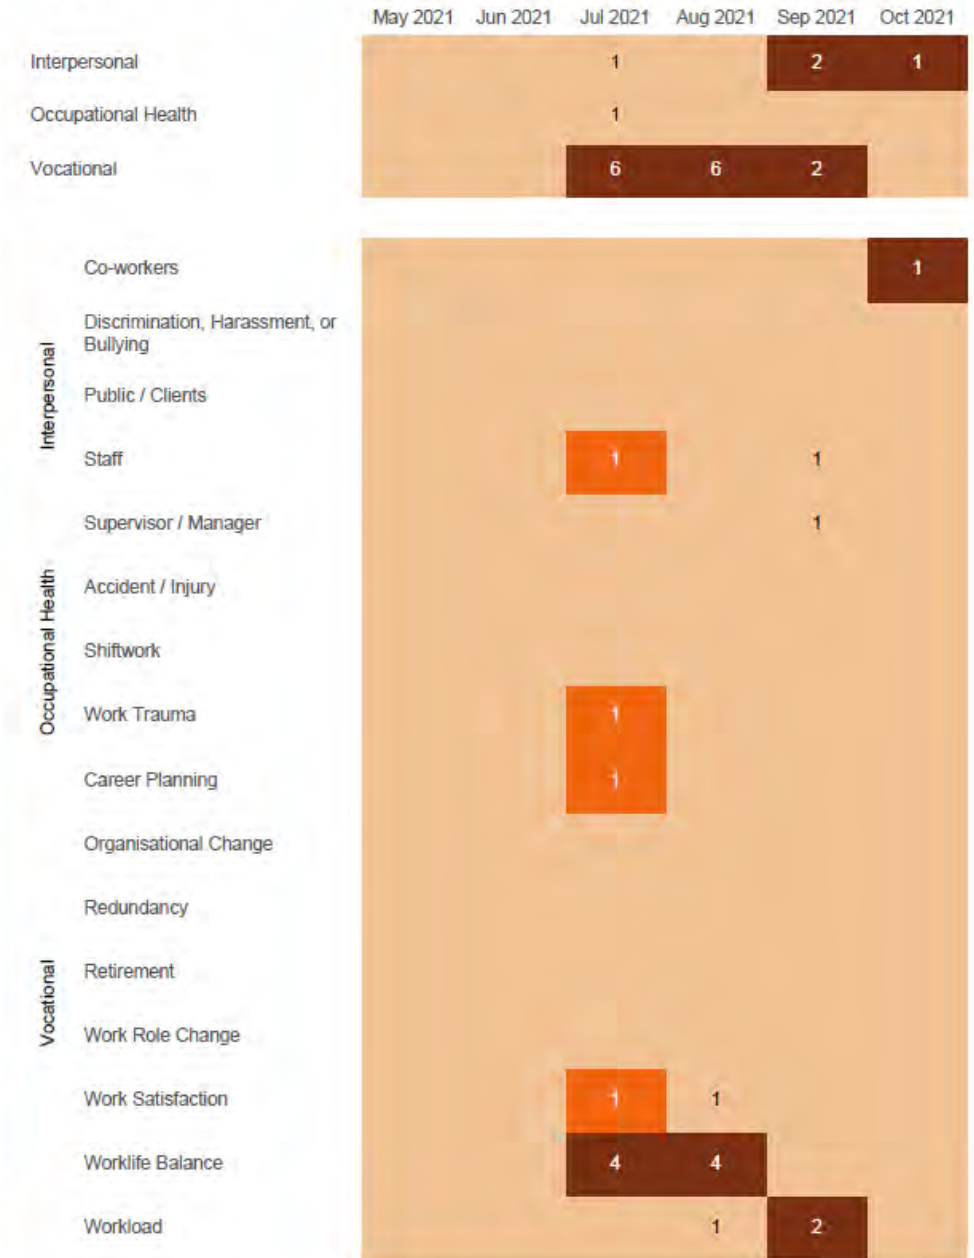 May 2021 Jun 2021 Jul 2021 Aug 2021 Sep 2021 Oct 2021
Interpersonal 1 2 1
Occupational Health 1
Vocational 6 6 2
Interpersonal
Co-workers 1
Discrimination, Harassment, or
Bullying
Public / Clients
Staff 1 1
Supervisor / Manager 1
Occupational Health
Accident / Injury
Shiftwork
Work Trauma 1
Vocational
Career Planning 1
Organisational Change
Redundancy
Retirement
Work Role Change
Work Satisfaction 1 1
Worklife Balance 4 4
Workload 1 2